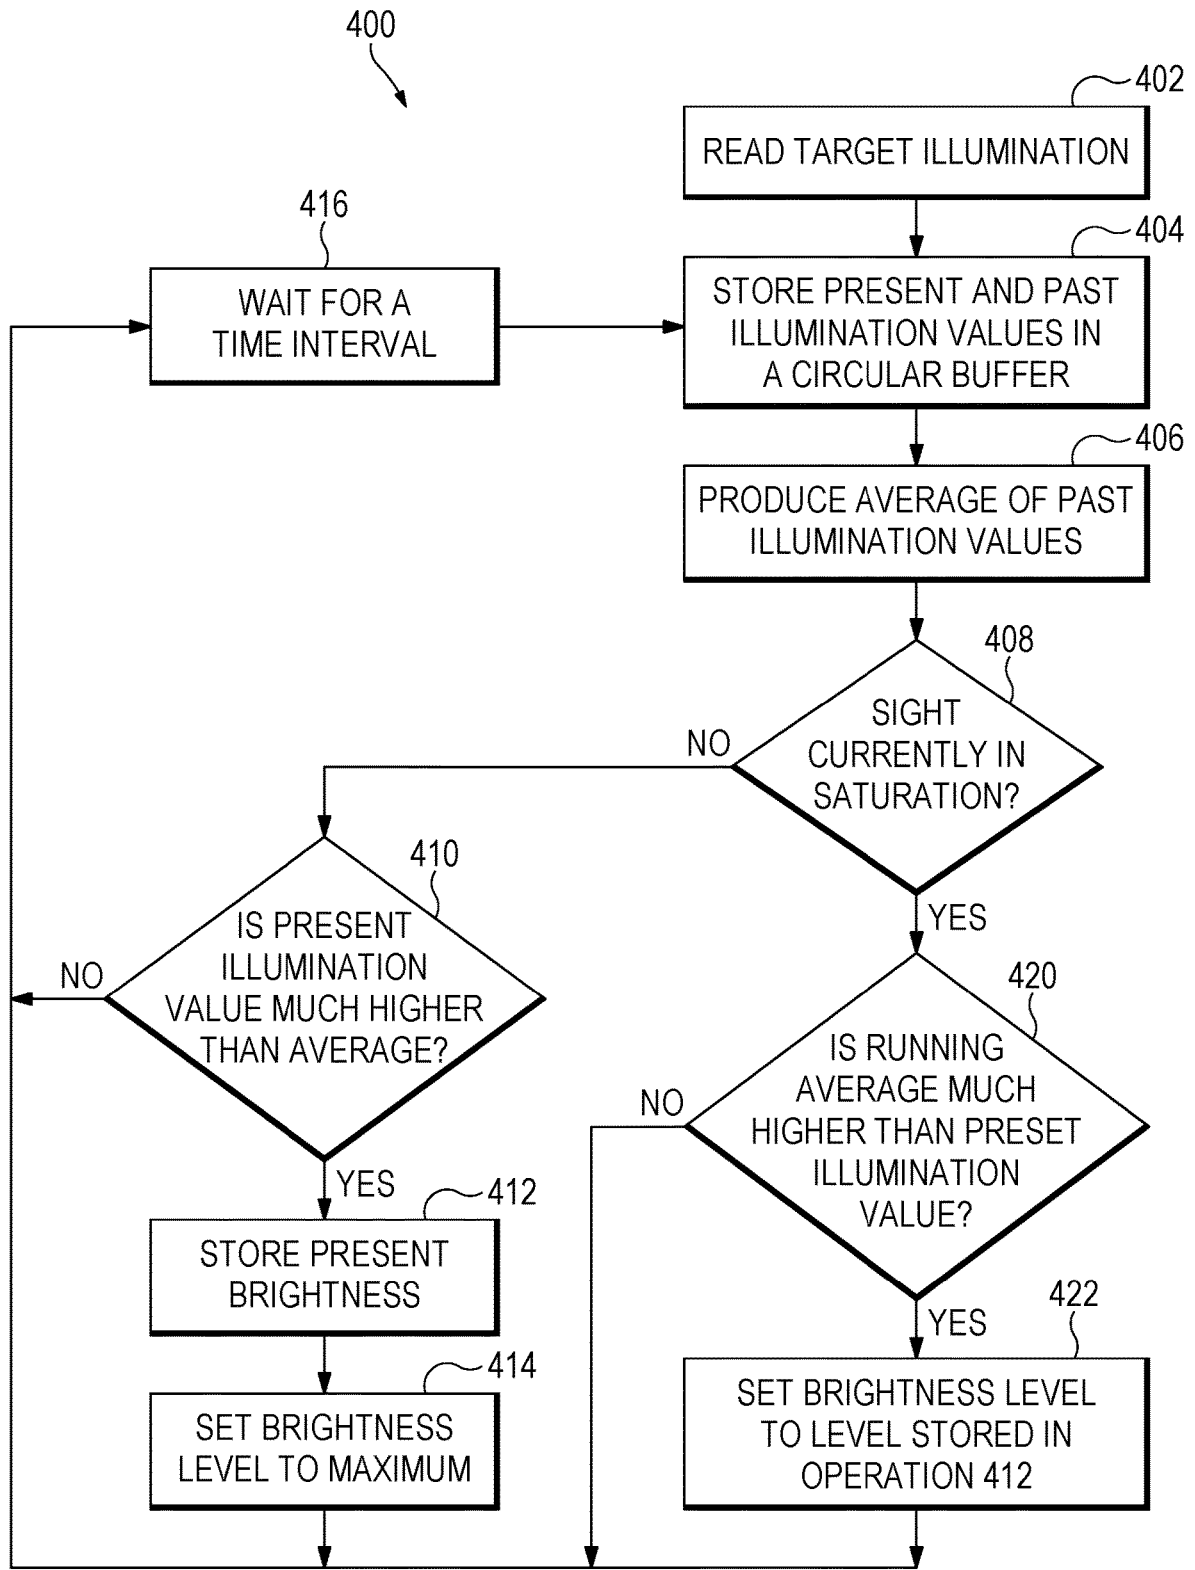 400
402
READ TARGET ILLUMINATION
416
WAIT FOR A
TIME INTERVAL
404
STORE PRESENT AND PAST
ILLUMINATION VALUES IN
A CIRCULAR BUFFER
406
PRODUCE AVERAGE OF PAST
ILLUMINATION VALUES
408
SIGHT
CURRENTLY IN
SATURATION?
NO
YES
410
IS PRESENT
ILLUMINATION
VALUE MUCH HIGHER
THAN AVERAGE?
NO
YES
420
IS RUNNING
AVERAGE MUCH
HIGHER THAN PRESET
ILLUMINATION
VALUE?
NO
YES
412
STORE PRESENT
BRIGHTNESS
414
SET BRIGHTNESS
LEVEL TO MAXIMUM
422
SET BRIGHTNESS LEVEL
TO LEVEL STORED IN
OPERATION 412